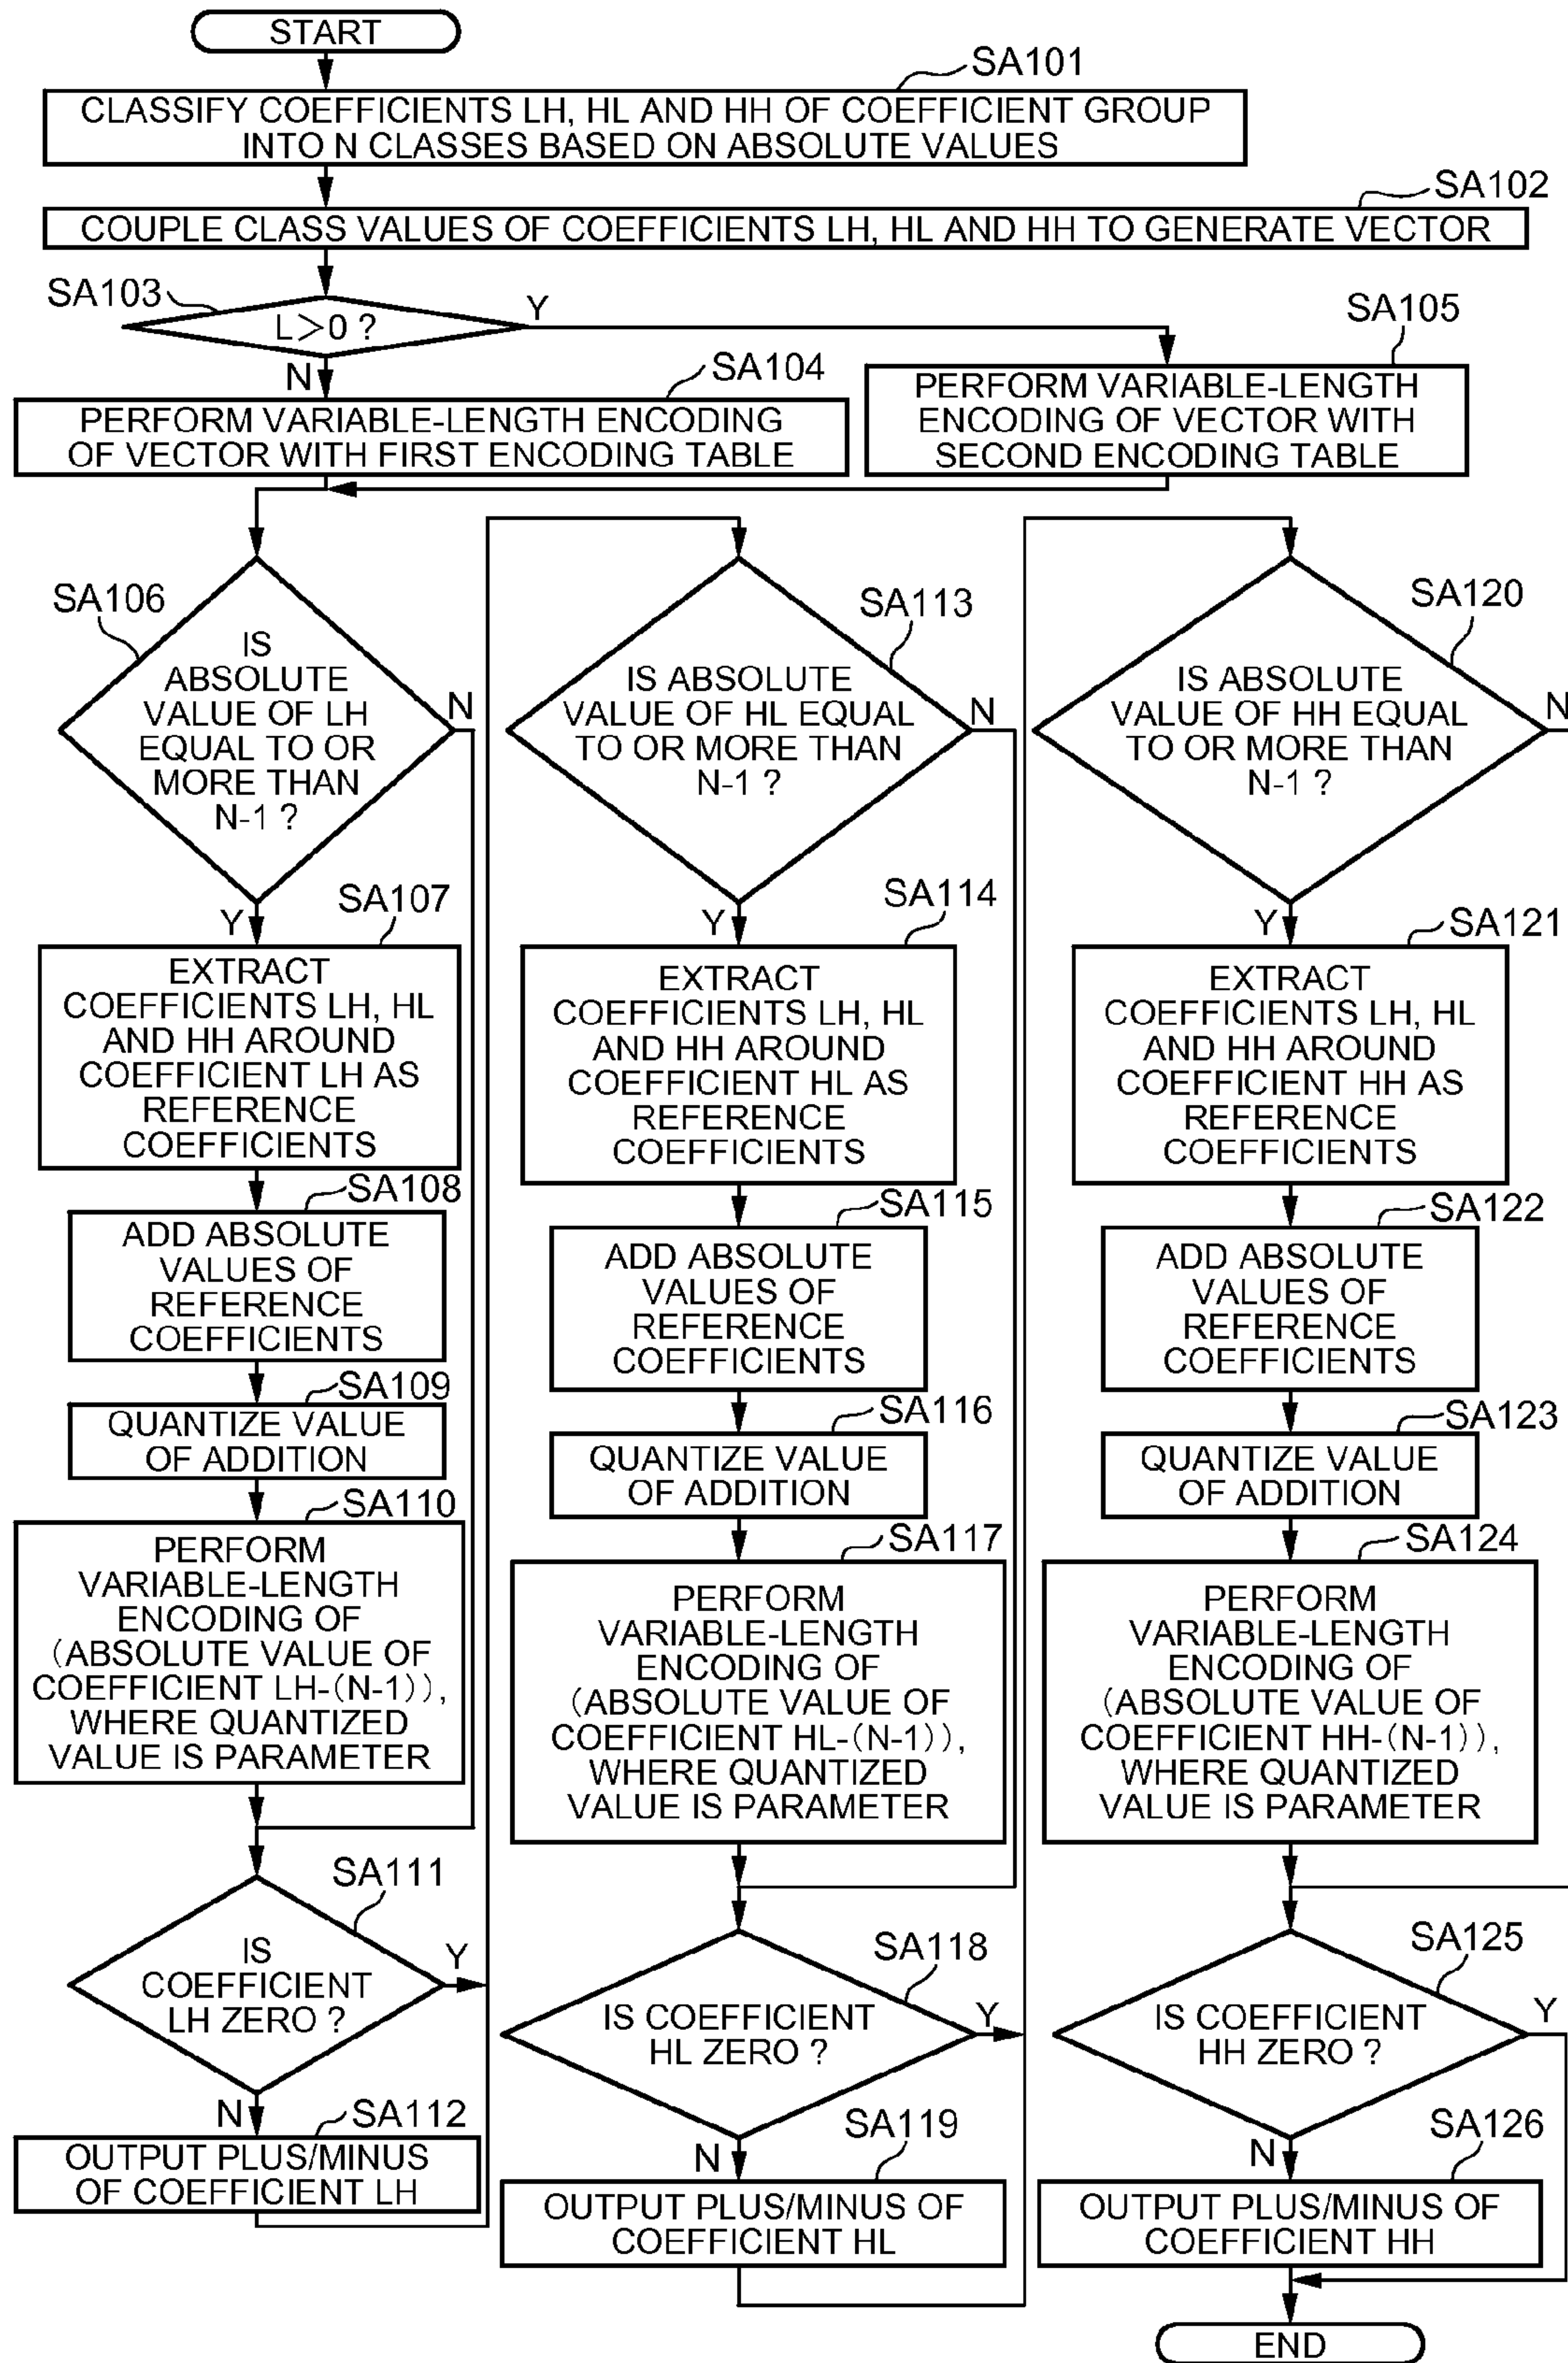 START
SA101
CLASSIFY COEFFICIENTS LH, HL AND HH OF COEFFICIENT GROUP
INTO N CLASSES BASED ON ABSOLUTE VALUES
SA102
COUPLE CLASS VALUES OF COEFFICIENTS LH, HL AND HH TO GENERATE VECTOR
SA103
L>0 ?
Y
N
SA104
PERFORM VARIABLE-LENGTH ENCODING
OF VECTOR WITH FIRST ENCODING TABLE
SA105
PERFORM VARIABLE-LENGTH
ENCODING OF VECTOR WITH
SECOND ENCODING TABLE
SA106
IS
ABSOLUTE
VALUE OF LH
EQUAL TO OR
MORE THAN
N-1 ?
N
Y
SA107
EXTRACT
COEFFICIENTS LH, HL
AND HH AROUND
COEFFICIENT LH AS
REFERENCE
COEFFICIENTS
SA108
ADD ABSOLUTE
VALUES OF
REFERENCE
COEFFICIENTS
SA109
QUANTIZE VALUE
OF ADDITION
SA110
PERFORM
VARIABLE-LENGTH
ENCODING OF
(ABSOLUTE VALUE OF
COEFFICIENT LH-(N-1)),
WHERE QUANTIZED
VALUE IS PARAMETER
SA111
IS
COEFFICIENT
LH ZERO ?
Y
N
SA112
OUTPUT PLUS/MINUS
OF COEFFICIENT LH
SA113
IS ABSOLUTE
VALUE OF HL EQUAL
TO OR MORE THAN
N-1 ?
N
Y
SA114
EXTRACT
COEFFICIENTS LH, HL
AND HH AROUND
COEFFICIENT HL AS
REFERENCE
COEFFICIENTS
SA115
ADD ABSOLUTE
VALUES OF
REFERENCE
COEFFICIENTS
SA116
QUANTIZE VALUE
OF ADDITION
SA117
PERFORM
VARIABLE-LENGTH
ENCODING OF
(ABSOLUTE VALUE OF
COEFFICIENT HL-(N-1)),
WHERE QUANTIZED
VALUE IS PARAMETER
SA118
IS COEFFICIENT
HL ZERO ?
Y
N
SA119
OUTPUT PLUS/MINUS OF
COEFFICIENT HL
SA120
IS ABSOLUTE
VALUE OF HH EQUAL
TO OR MORE THAN
N-1 ?
N
Y
SA121
EXTRACT
COEFFICIENTS LH, HL
AND HH AROUND
COEFFICIENT HH AS
REFERENCE
COEFFICIENTS
SA122
ADD ABSOLUTE
VALUES OF
REFERENCE
COEFFICIENTS
SA123
QUANTIZE VALUE
OF ADDITION
SA124
PERFORM
VARIABLE-LENGTH
ENCODING OF
(ABSOLUTE VALUE OF
COEFFICIENT HH-(N-1)),
WHERE QUANTIZED
VALUE IS PARAMETER
SA125
IS COEFFICIENT
HH ZERO ?
Y
N
SA126
OUTPUT PLUS/MINUS OF
COEFFICIENT HH
END